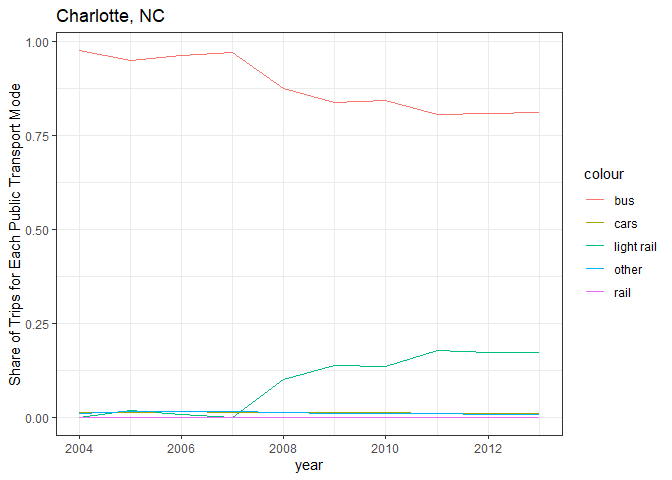 Charlotte, NC
Share of Trips for Each Public Transport Mode
1.00
0.75
0.50
0.25
0.00
2004
2006
2008
2010
2012
year
colour
bus
cars
light rail
other
rail